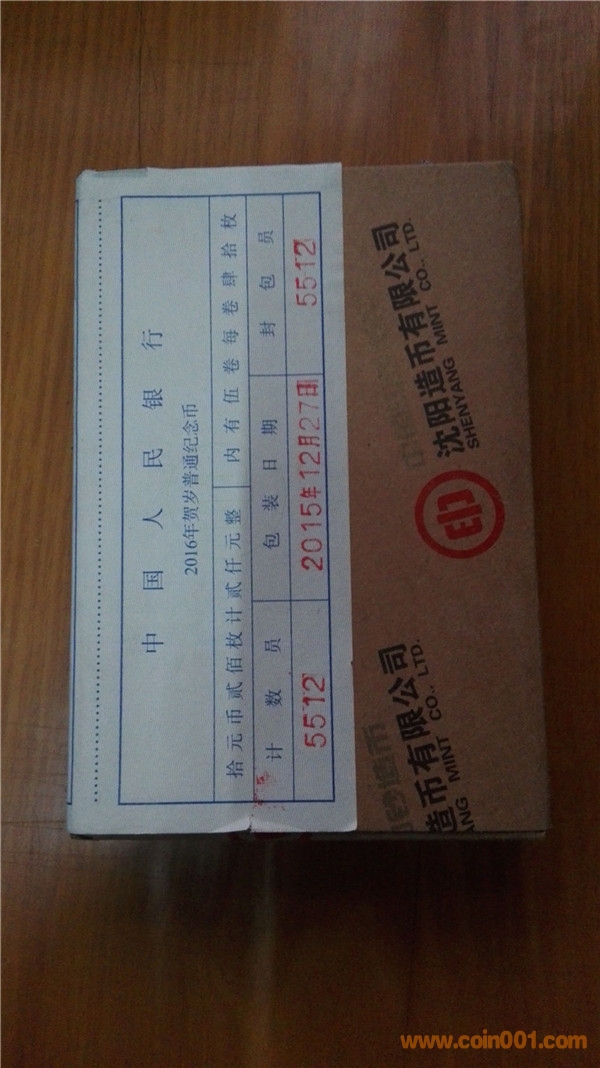 中国人民银行
2016年贺岁普通纪念币
拾元币贰佰枚计贰仟元整 内有伍卷每卷肆拾枚
计数员 包装日期 封包员
5512 2015年12月27日 5512
沈阳造币有限公司
SHENYANG MINT CO., LTD.
造币有限公司
YANG MINT CO., LTD.
www.coin001.com